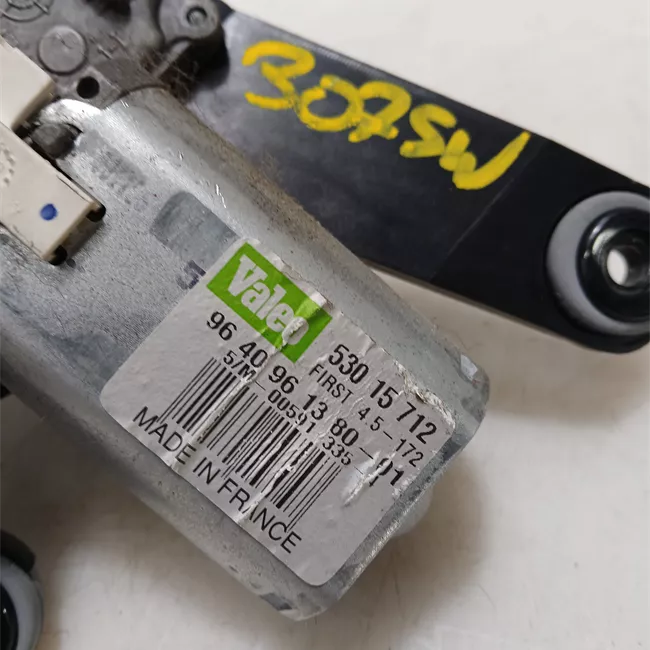 307SW
Valeo
530 15 712
FIRST 4.5-172
96 40 96 13 80-01
5/M 00591 335
MADE IN FRANCE